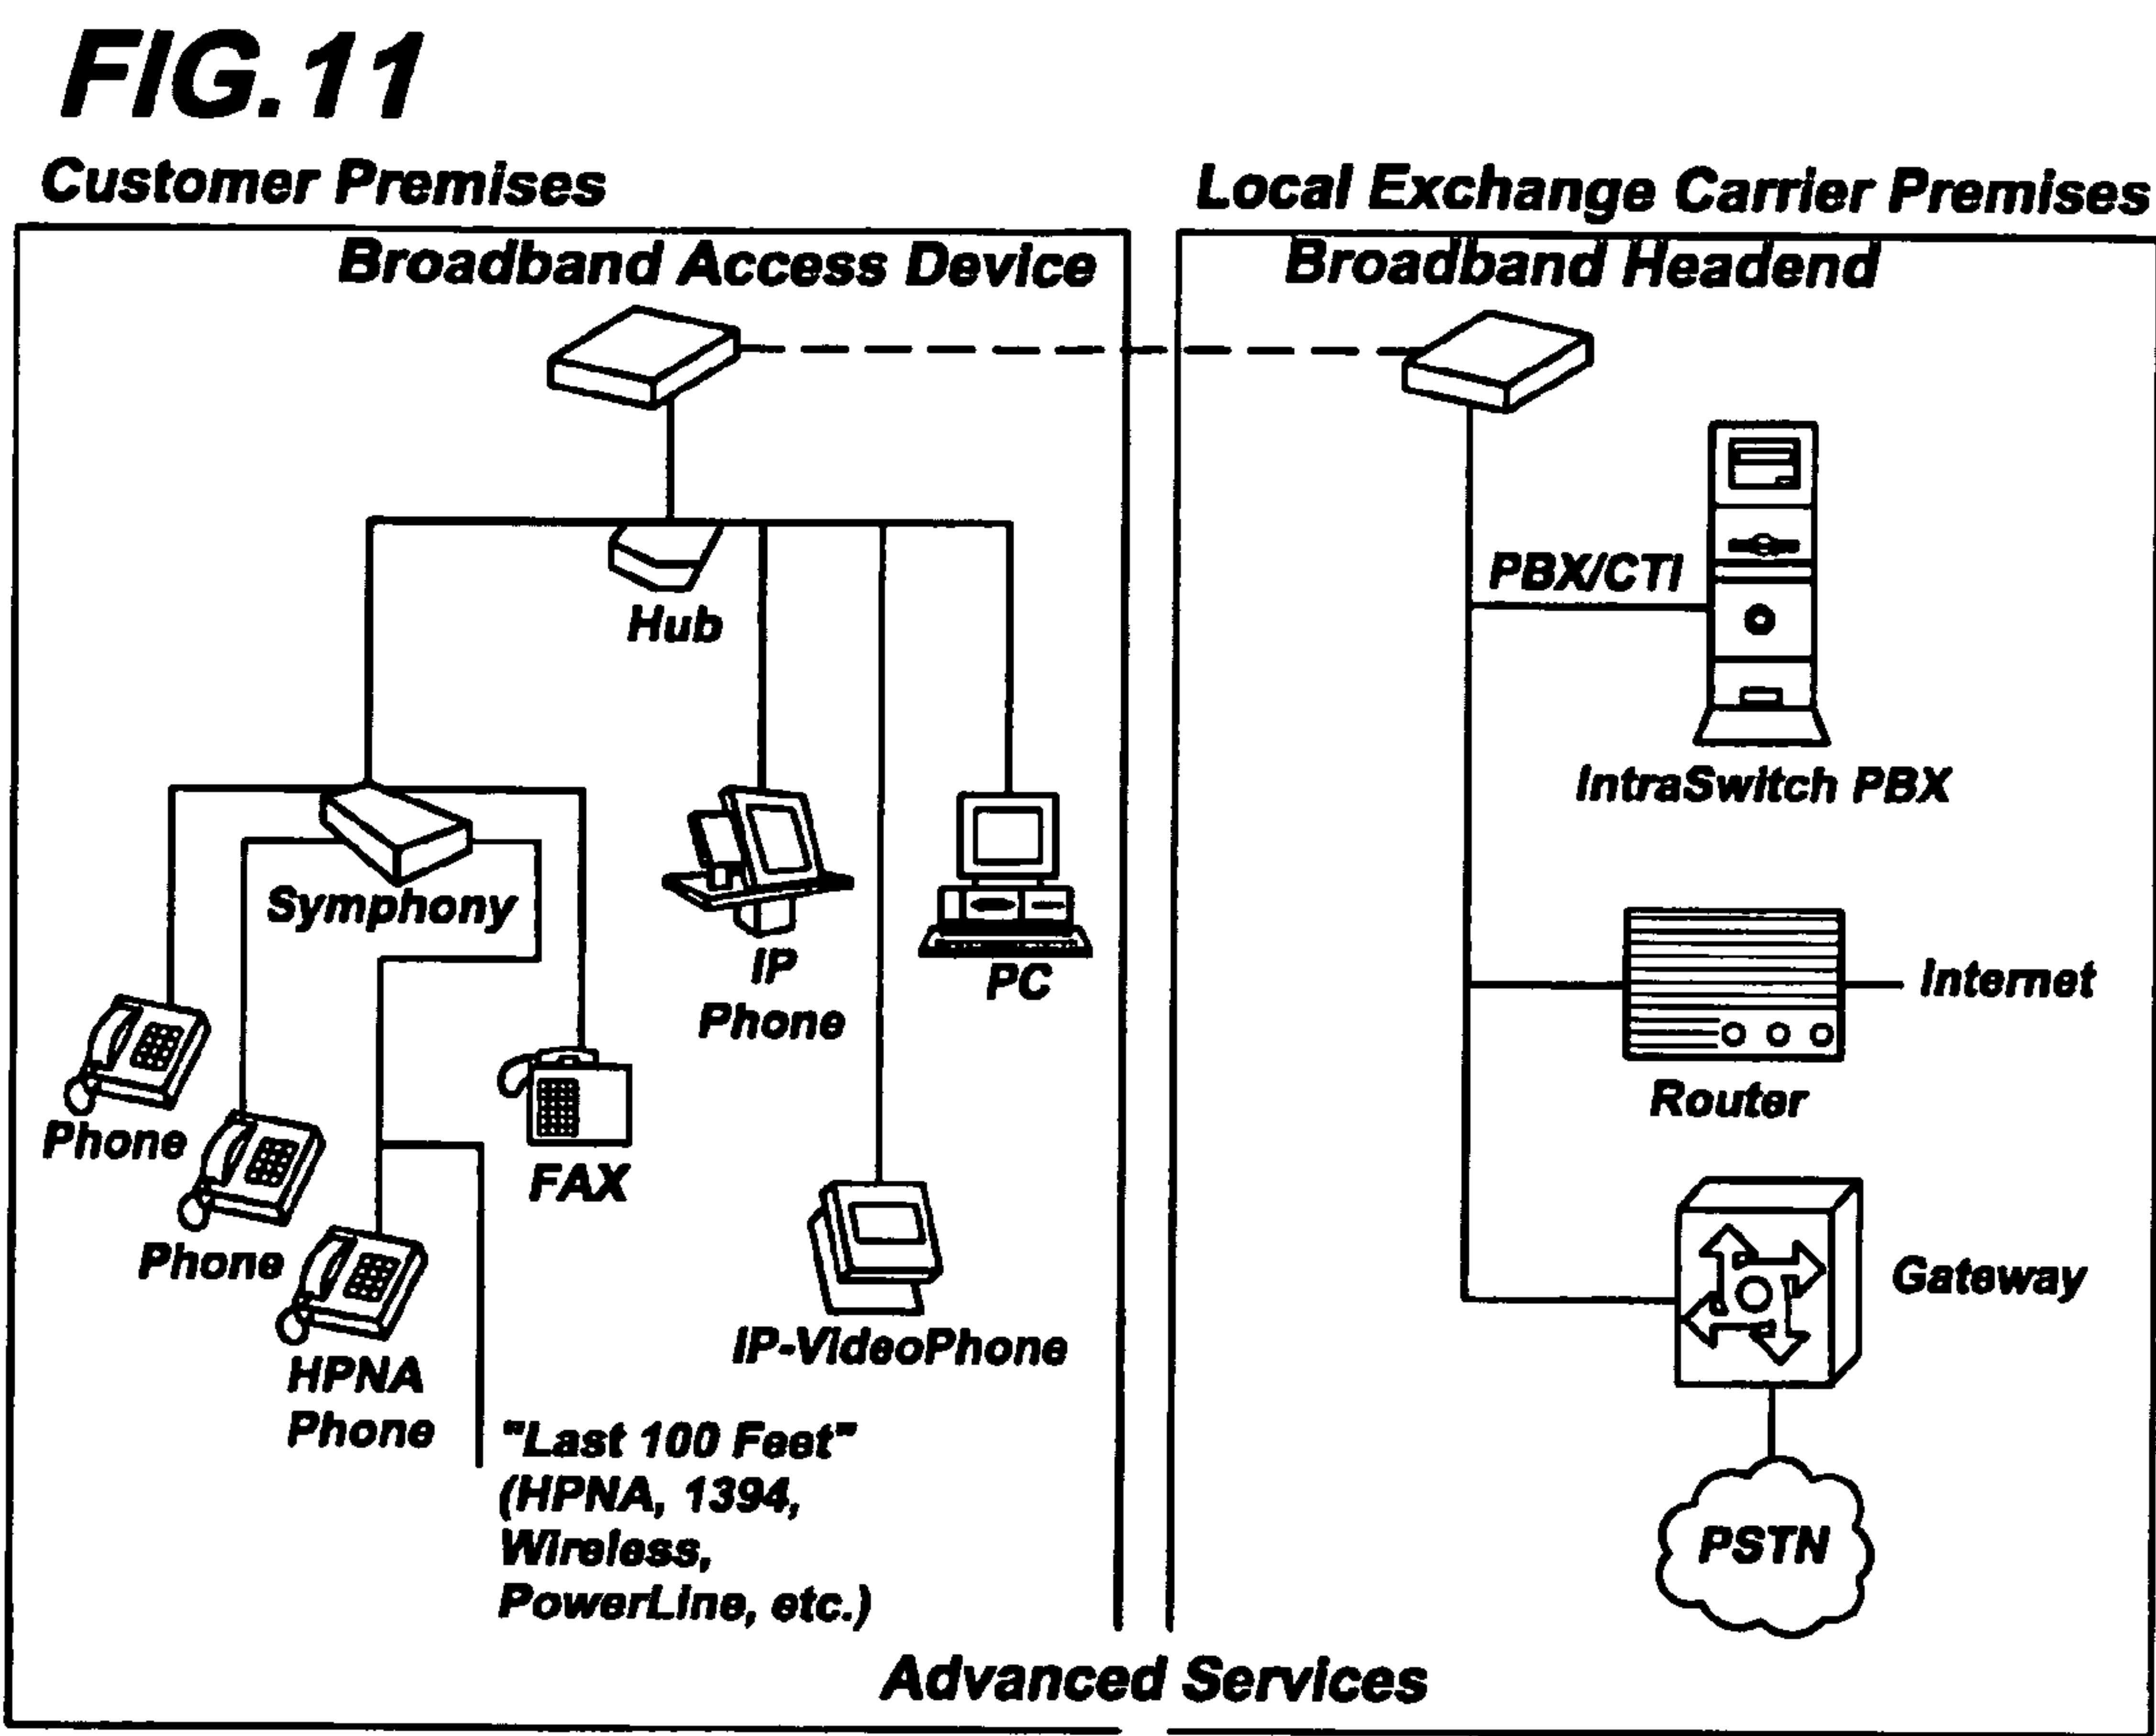 FIG.11
Customer Premises
Local Exchange Carrier Premises
Broadband Access Device
Broadband Headend
Hub
PBX/CTI
IntraSwitch PBX
Symphony
IP
Phone
PC
Internet
Router
Phone
FAX
Phone
Gateway
IP-VideoPhone
HPNA
Phone
"Last 100 Feet"
(HPNA, 1394,
Wireless,
PowerLine, etc.)
PSTN
Advanced Services